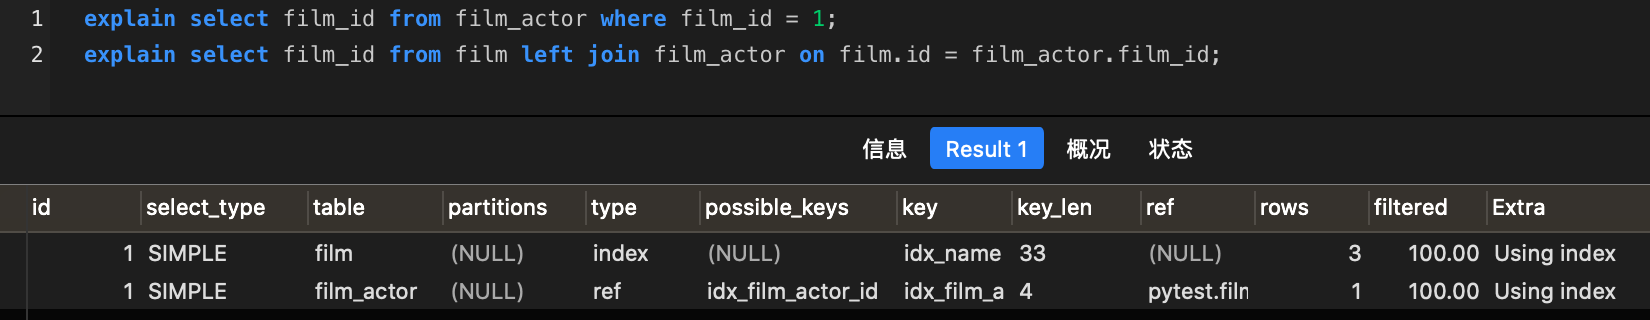 1 explain select film_id from film_actor where film_id = 1;
2 explain select film_id from film left join film_actor on film.id = film_actor.film_id;
信息 Result 1 概况 状态
id select_type table partitions type possible_keys key key_len ref rows filtered Extra
1 SIMPLE film (NULL) index (NULL) idx_name 33 (NULL) 3 100.00 Using index
1 SIMPLE film_actor (NULL) ref idx_film_actor_id idx_film_a 4 pytest.film 1 100.00 Using index